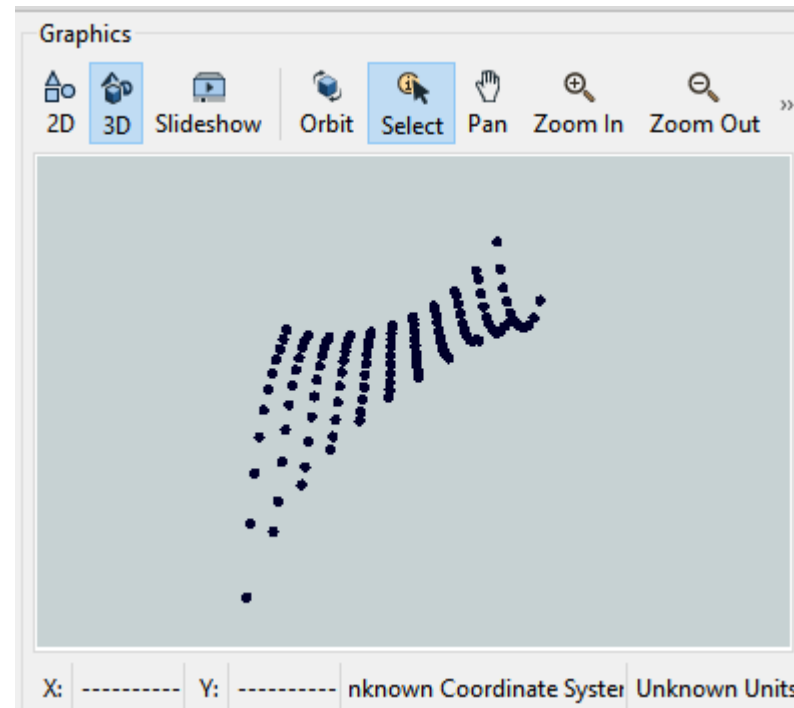 Graphics
2D 3D Slideshow Orbit Select Pan Zoom In Zoom Out »
X: ---------- Y: ---------- nknown Coordinate Syster Unknown Units